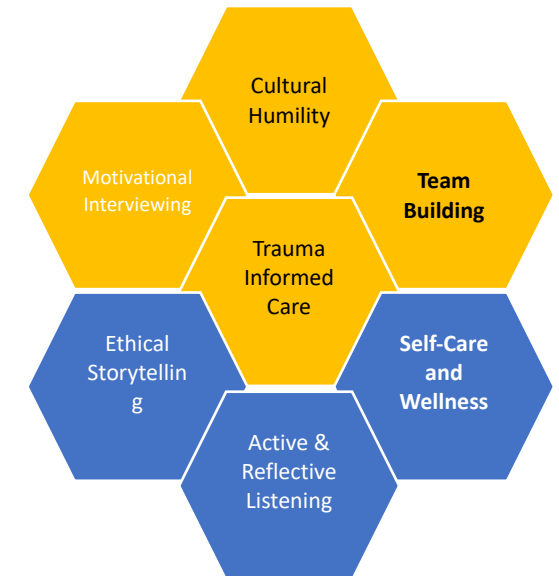 Cultural
Humility
Motivational
Interviewing
Team
Building
Trauma
Informed
Care
Ethical
Storytellin
g
Self-Care
and
Wellness
Active &
Reflective
Listening